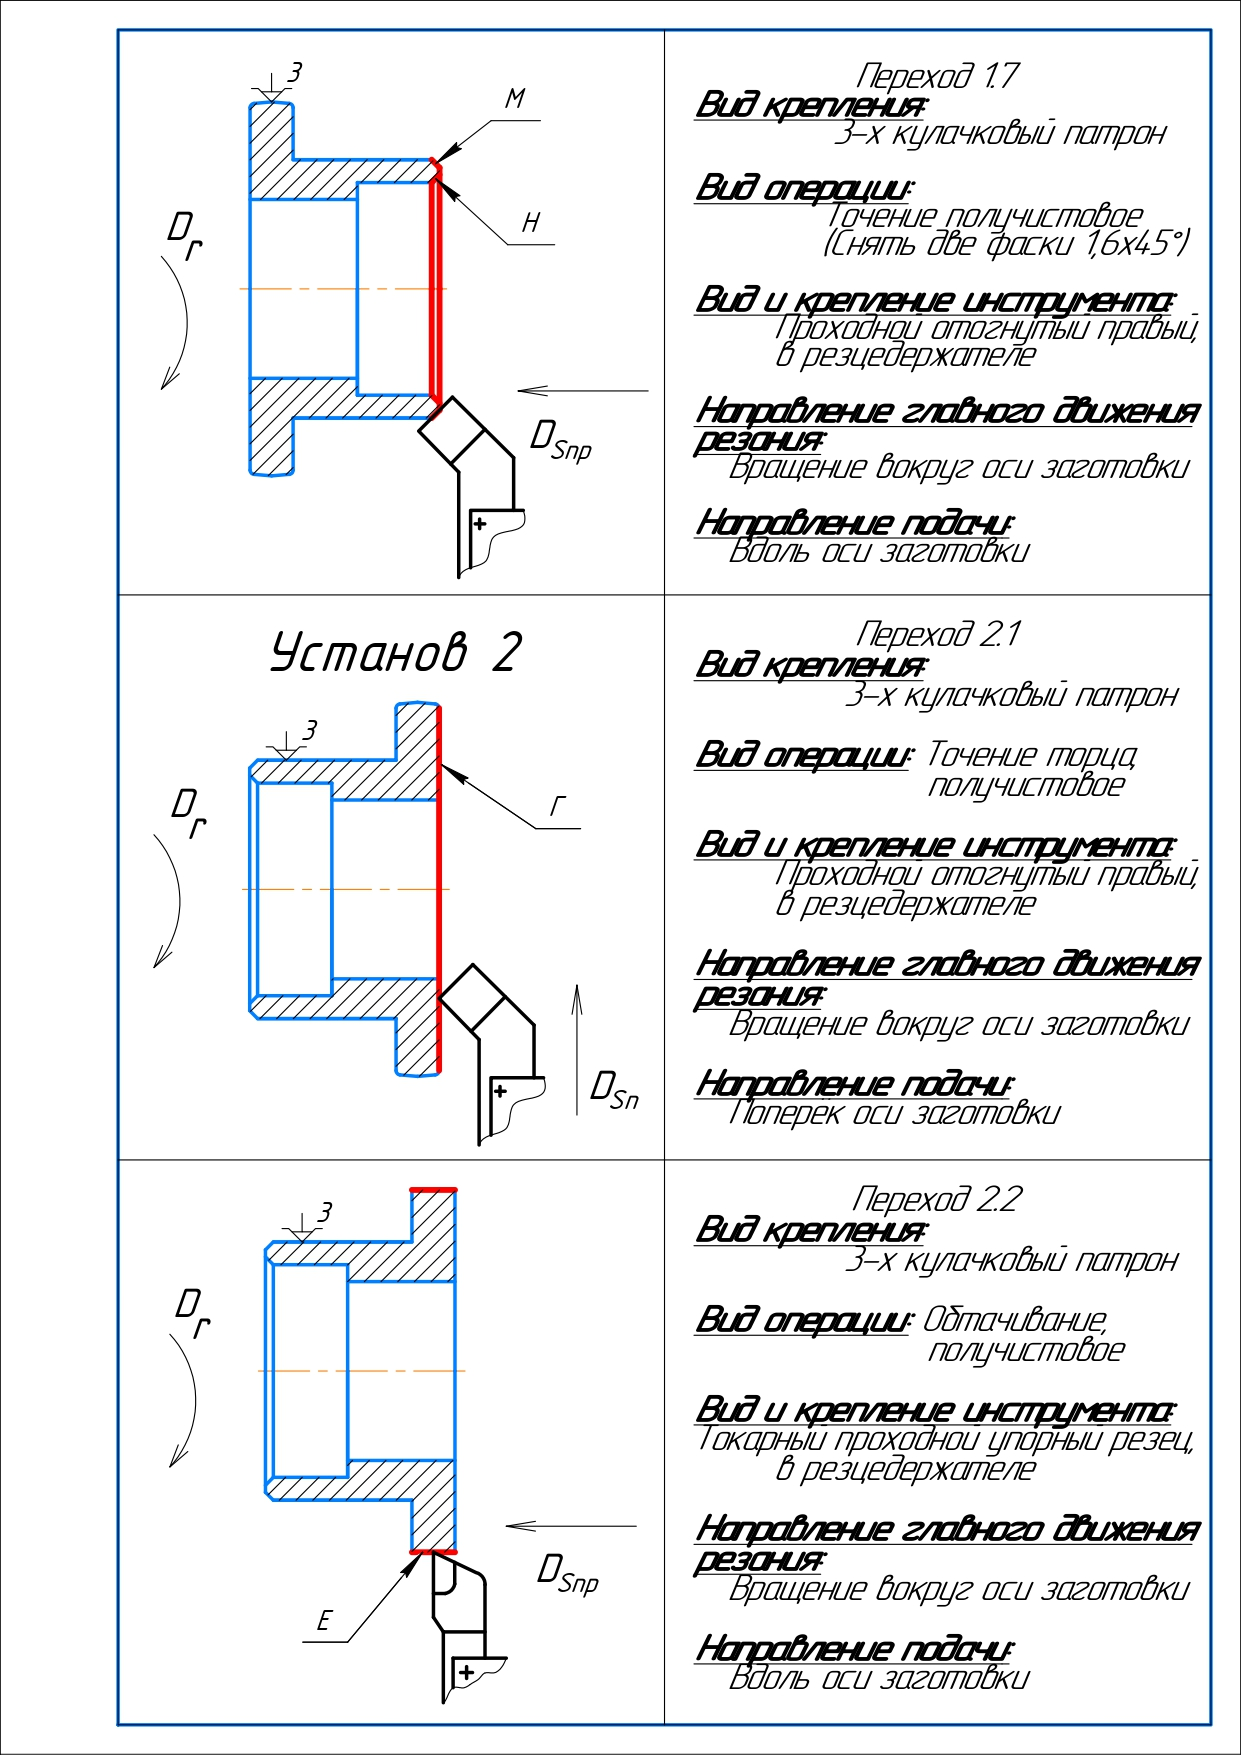 3
М
Н
Dг
DSпр
Переход 1.7
Вид крепления:
3-х кулачковый патрон
Вид операции:
Точение получистовое
(Снять две фаски 1,6х45°)
Вид и крепление инструмента:
Проходной отогнутый правый,
в резцедержателе
Направление главного движения
резания:
Вращение вокруг оси заготовки
Направление подачи:
Вдоль оси заготовки
Установ 2
3
Г
Dг
DSп
Переход 2.1
Вид крепления:
3-х кулачковый патрон
Вид операции: Точение торца,
получистовое
Вид и крепление инструмента:
Проходной отогнутый правый,
в резцедержателе
Направление главного движения
резания:
Вращение вокруг оси заготовки
Направление подачи:
Поперёк оси заготовки
3
Dг
DSпр
Е
Переход 2.2
Вид крепления:
3-х кулачковый патрон
Вид операции: Обтачивание,
получистовое
Вид и крепление инструмента:
Токарный проходной упорный резец,
в резцедержателе
Направление главного движения
резания:
Вращение вокруг оси заготовки
Направление подачи:
Вдоль оси заготовки